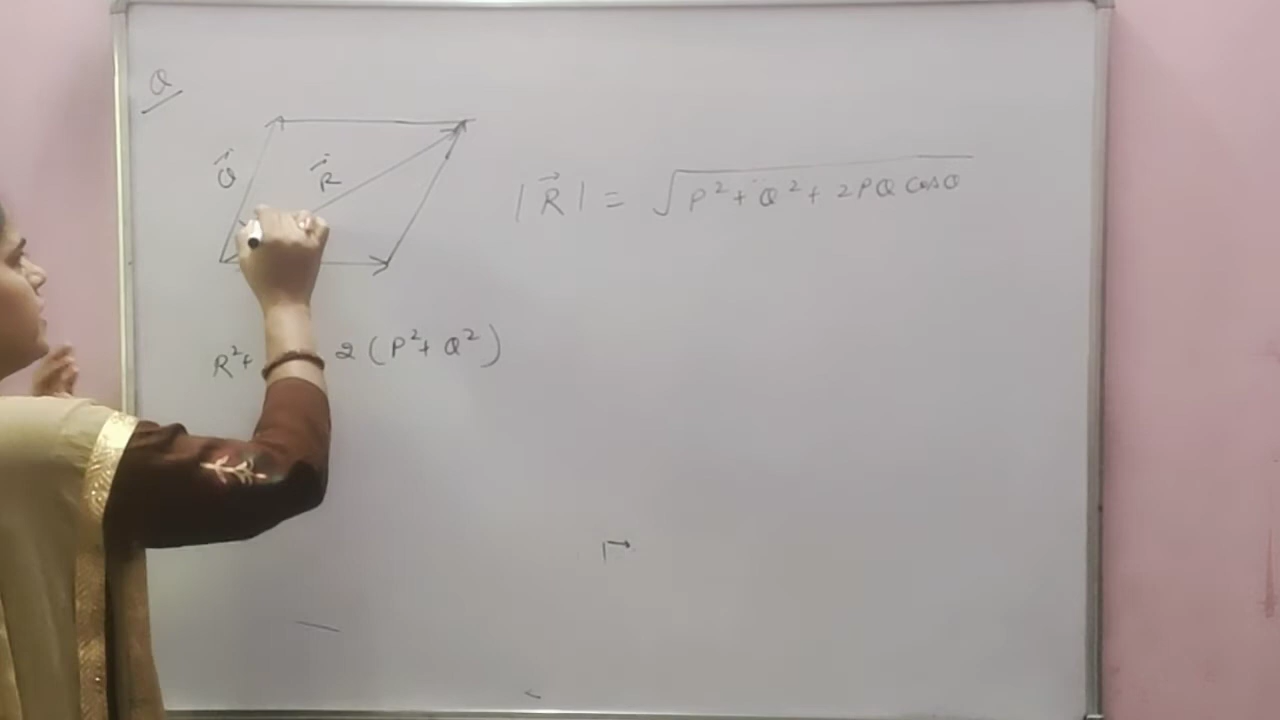 Q
Q⃗
R⃗
|R⃗| = √(P² + Q² + 2PQ Cosθ)
R² + 2 (P² + Q²)